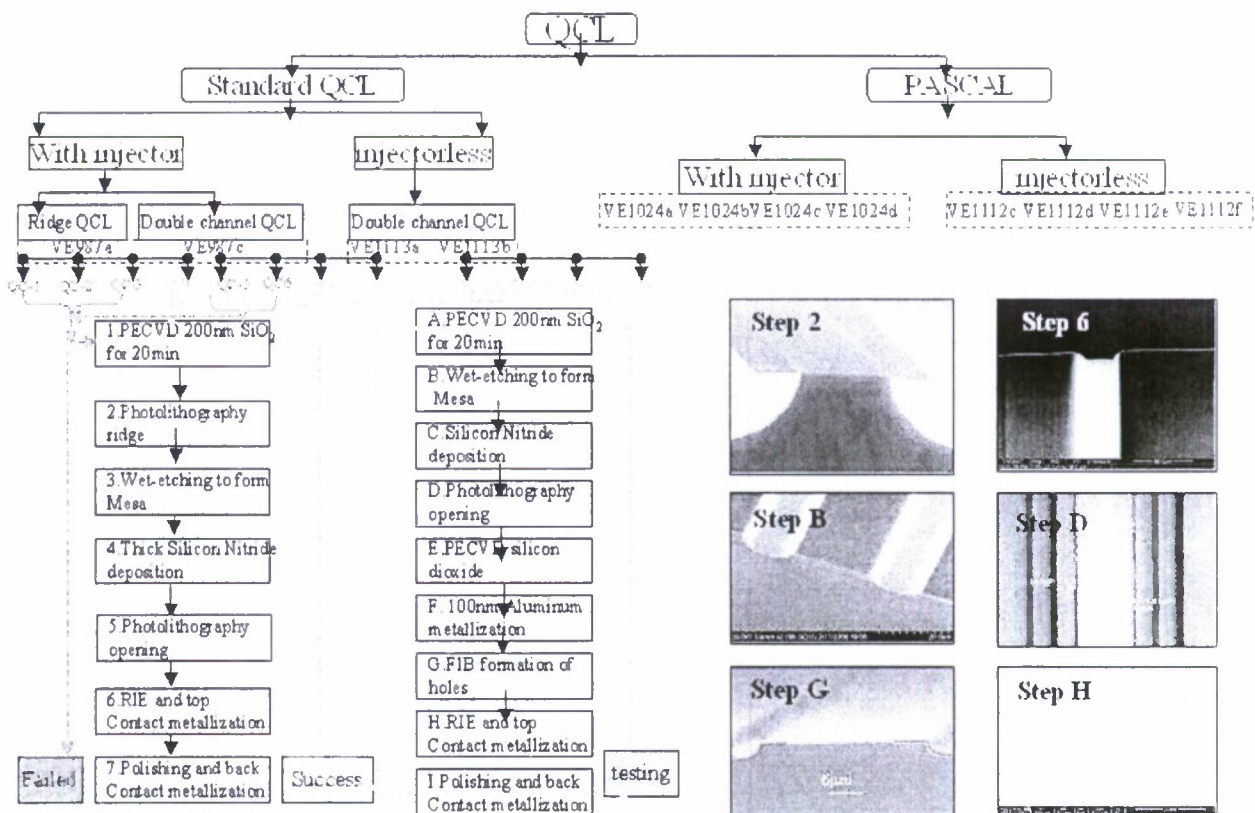 QCL
Standard QCL
PASCAL
With injector
injectorless
With injector
injectorless
Ridge QCL
Double channel QCL
Double channel QCL
VE1024a VE1024b VE1024c VE1024d
VE1112c VE1112d VE1112e VE1112f
VE987a
VE987c
VE1113a VE1113b
1.PECVD 200nm SiO2
for 20min
2.Photolithography
ridge
3.Wet-etching to form
Mesa
4.Thick Silicon Nitride
deposition
5.Photolithography
opening
6.RIE and top
Contact metallization
7.Polishing and back
Contact metallization
Failed
Success
A.PECVD 200nm SiO2
for 20min
B.Wet-etching to form
Mesa
C.Silicon Nitride
deposition
D.Photolithography
opening
E.PECVD silicon
dioxide
F. 100nm Aluminum
metallization
G.FIB formation of
holes
H.RIE and top
Contact metallization
I Polishing and back
Contact metallization
testing
Step 2
Step 6
Step B
Step D
Step G
Step H